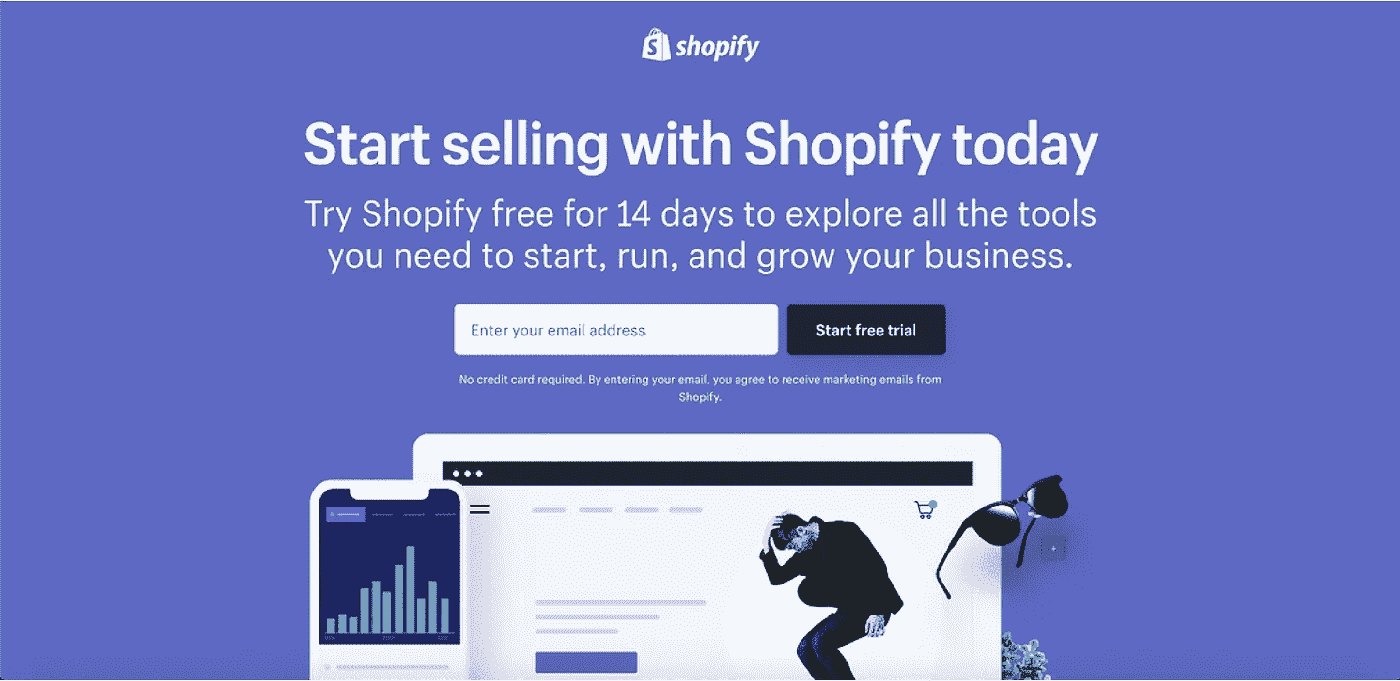 shopify
Start selling with Shopify today
Try Shopify free for 14 days to explore all the tools
you need to start, run, and grow your business.
Enter your email address
Start free trial
No credit card required. By entering your email, you agree to receive marketing emails from
Shopify.